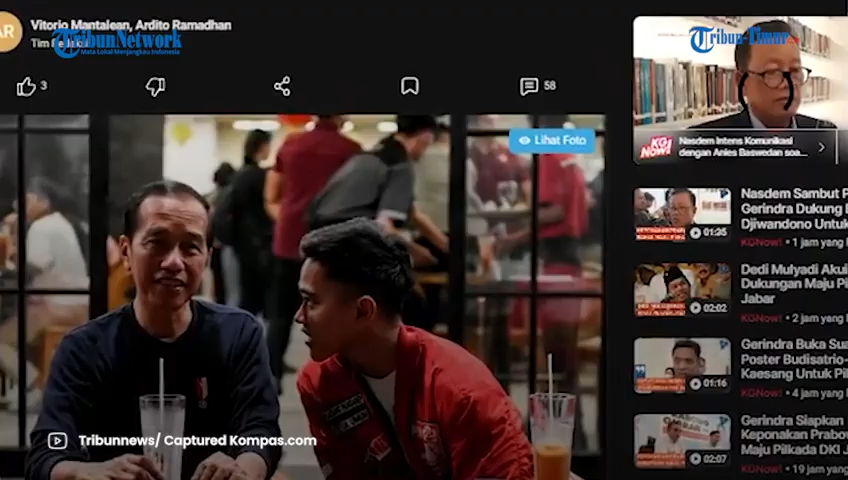 AR
Vitorio Mantalean, Ardito Ramadhan
Tim Redaksi
TRIBUNNETWORK
Mata Lokal Menjangkau Indonesia
3
58
Lihat Foto
Tribunnews/ Captured Kompas.com
Tribun-Timur
KG NOW!
Nasdem Intens Komunikasi
dengan Anies Baswedan soa...
Nasdem Sambut P
Gerindra Dukung B
Djiwandono Untuk
01:25
KGNow! • 1 jam yang
Dedi Mulyadi Akui
Dukungan Maju Pi
Jabar
02:02
KGNow! • 2 jam yang
Gerindra Buka Sua
Poster Budisatrio-
Kaesang Untuk Pil
01:16
KGNow! • 4 jam yang
Gerindra Siapkan
Keponakan Prabo
Maju Pilkada DKI J
02:07
KGNow! • 19 jam yang